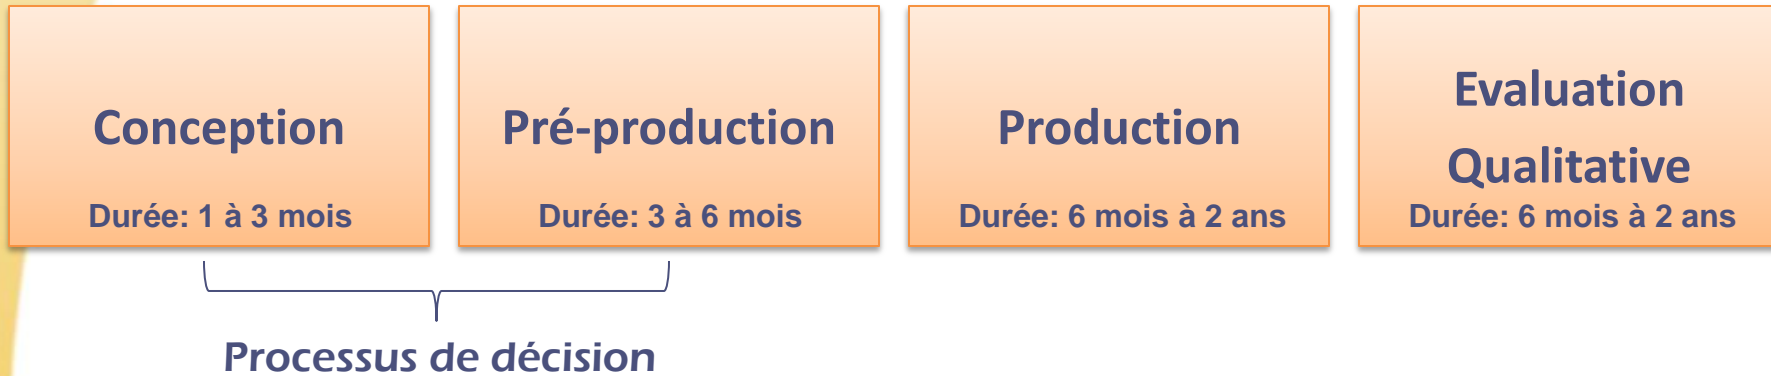 Conception
Durée: 1 à 3 mois
Pré-production
Durée: 3 à 6 mois
Production
Durée: 6 mois à 2 ans
Evaluation
Qualitative
Durée: 6 mois à 2 ans
Processus de décision